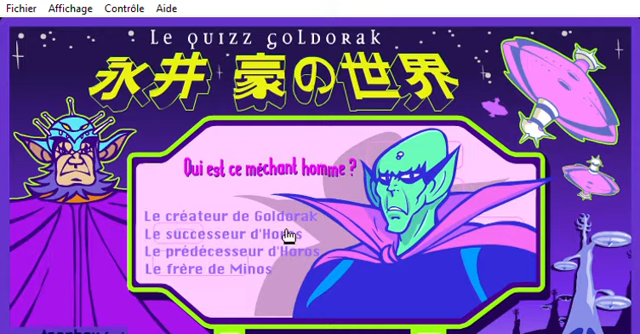 Fichier Affichage Contrôle Aide
Le quizz goldorak
永井 豪の世界
Qui est ce méchant homme ?
Le créateur de Goldorak
Le successeur d'Horos
Le prédécesseur d'Horos
Le frère de Minos